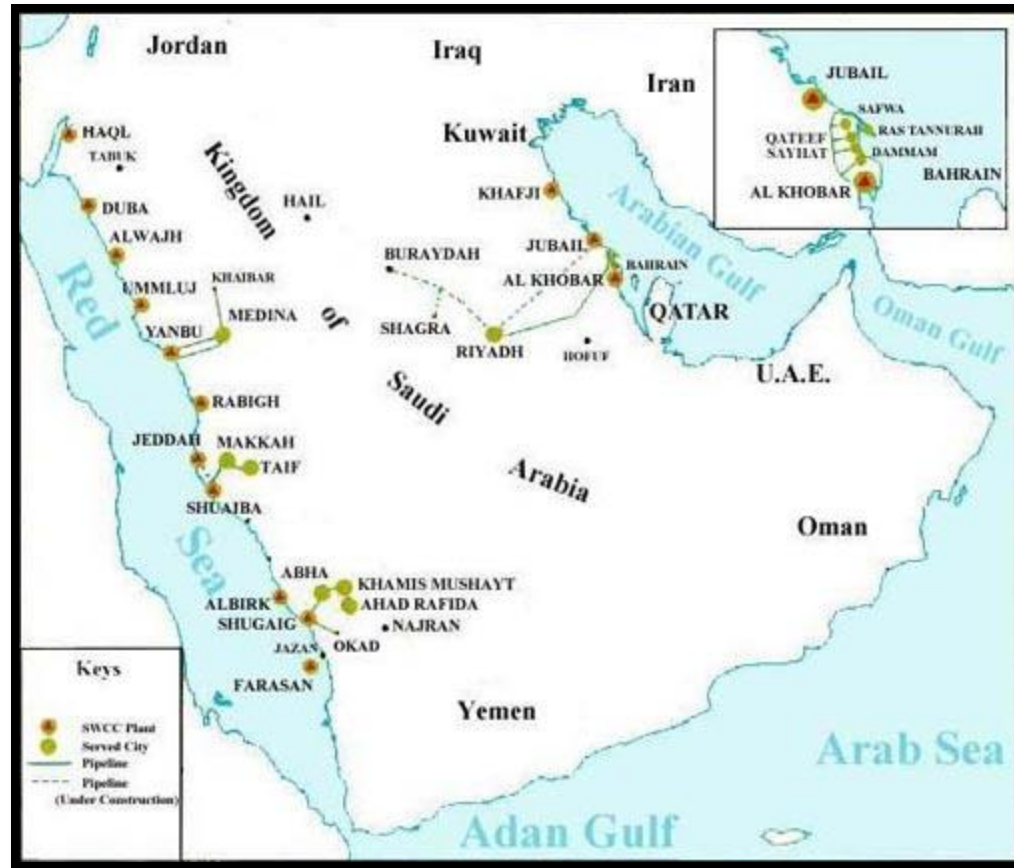 Jordan
Iraq
Iran
Kuwait
Kingdom
of
Saudi
Arabia
HAQL
TABUK
DUBA
HAIL
ALWAJH
UMMLUJ
KHAIBAR
MEDINA
YANBU
RABIGH
JEDDAH
MAKKAH
TAIF
SHUAIBA
ABHA
KHAMIS MUSHAYT
AHAD RAFIDA
ALBIRK
SHUGAIG
NAJRAN
OKAD
JAZAN
FARASAN
KHAFJI
JUBAIL
BURAYDAH
AL KHOBAR
BAHRAIN
SHAGRA
RIYADH
HOFUF
QATAR
U.A.E.
Oman
Yemen
Red
Sea
Arabian Gulf
Oman Gulf
Arab Sea
Adan Gulf
JUBAIL
SAFWA
RAS TANNURAH
QATEEF
SAYHAT
DAMMAM
AL KHOBAR
BAHRAIN
Keys
SWCC Plant
Served City
Pipeline
Pipeline
(Under Construction)